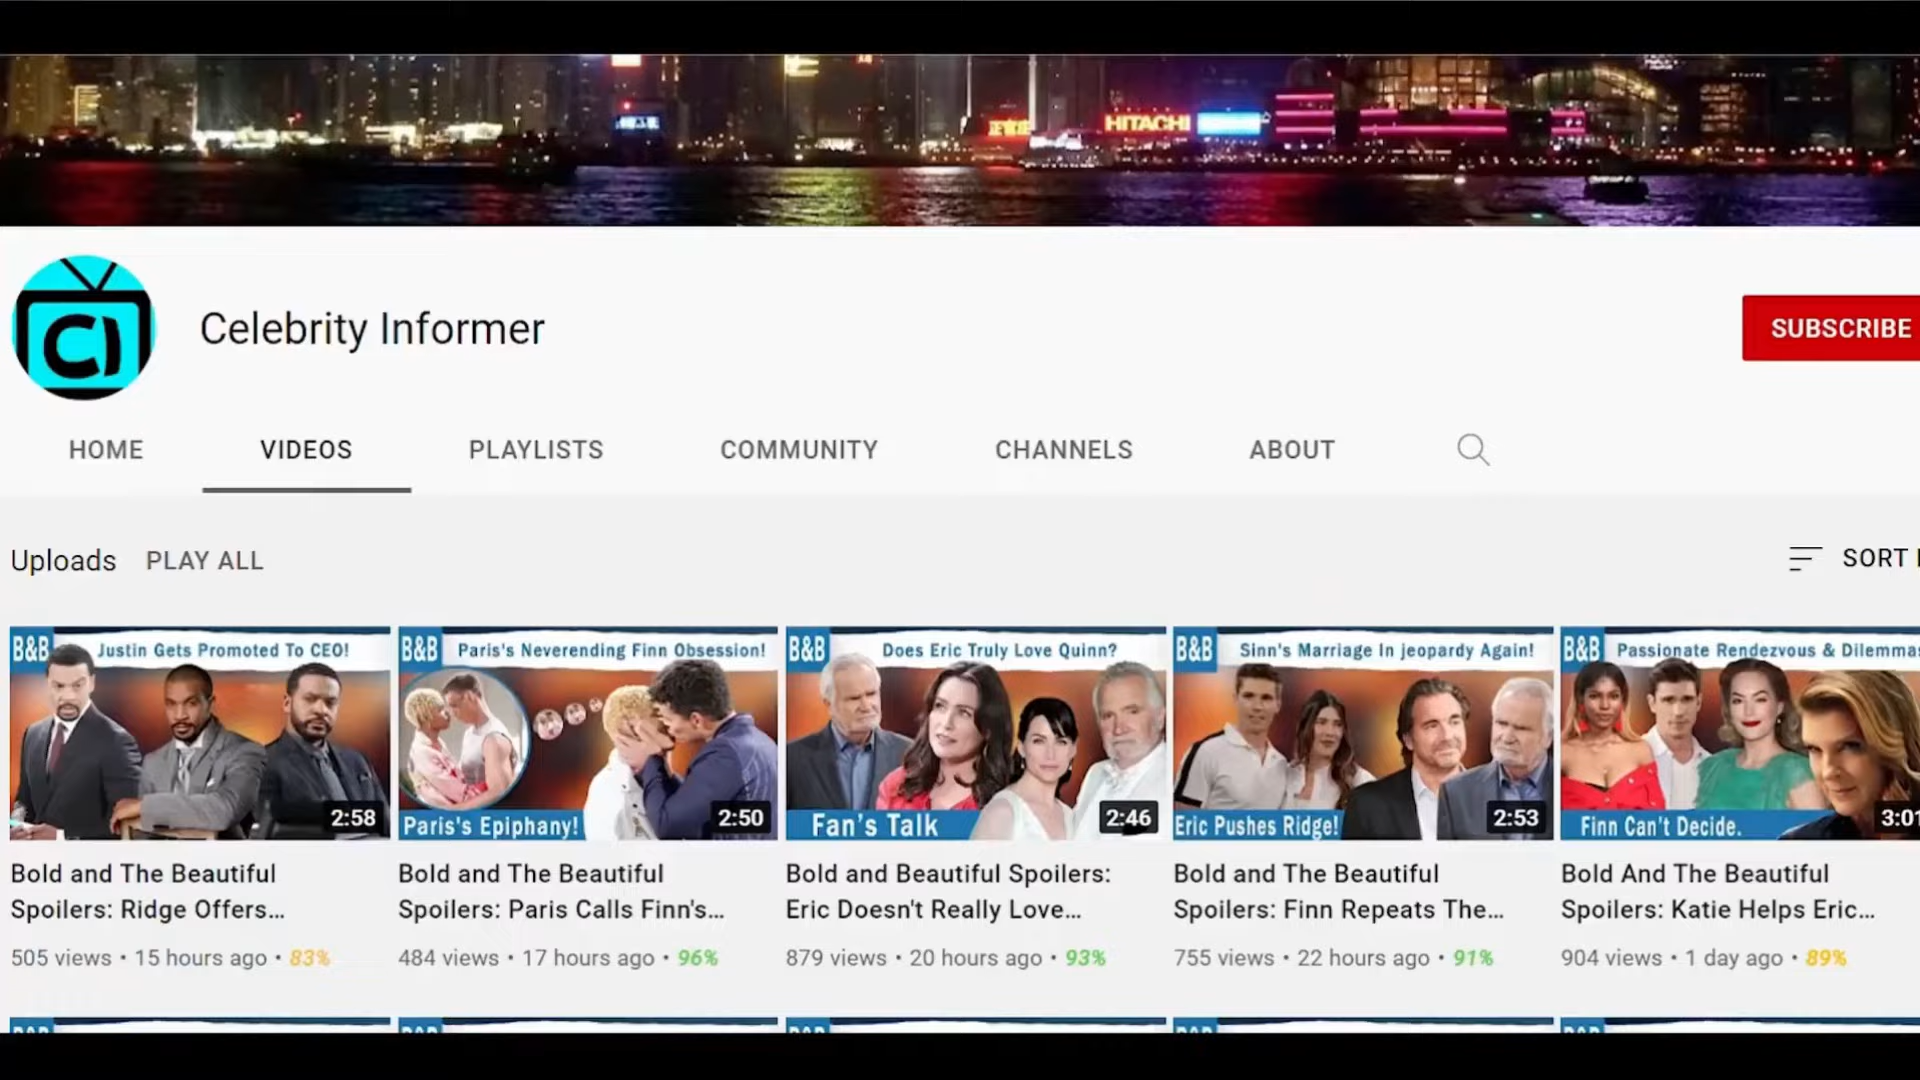 HITACHI
CI
Celebrity Informer
SUBSCRIBE
HOME
VIDEOS
PLAYLISTS
COMMUNITY
CHANNELS
ABOUT
Uploads
PLAY ALL
SORT
B&B
Justin Gets Promoted To CEO!
2:58
B&B
Paris's Neverending Finn Obsession!
Paris's Epiphany!
2:50
B&B
Does Eric Truly Love Quinn?
Fan's Talk
2:46
B&B
Sinn's Marriage In jeopardy Again!
Eric Pushes Ridge!
2:53
B&B
Passionate Rendezvous & Dilemmas
Finn Can't Decide.
3:01
Bold and The Beautiful
Spoilers: Ridge Offers...
505 views • 15 hours ago • 83%
Bold and The Beautiful
Spoilers: Paris Calls Finn's...
484 views • 17 hours ago • 96%
Bold and Beautiful Spoilers:
Eric Doesn't Really Love...
879 views • 20 hours ago • 93%
Bold and The Beautiful
Spoilers: Finn Repeats The...
755 views • 22 hours ago • 91%
Bold And The Beautiful
Spoilers: Katie Helps Eric...
904 views • 1 day ago • 89%